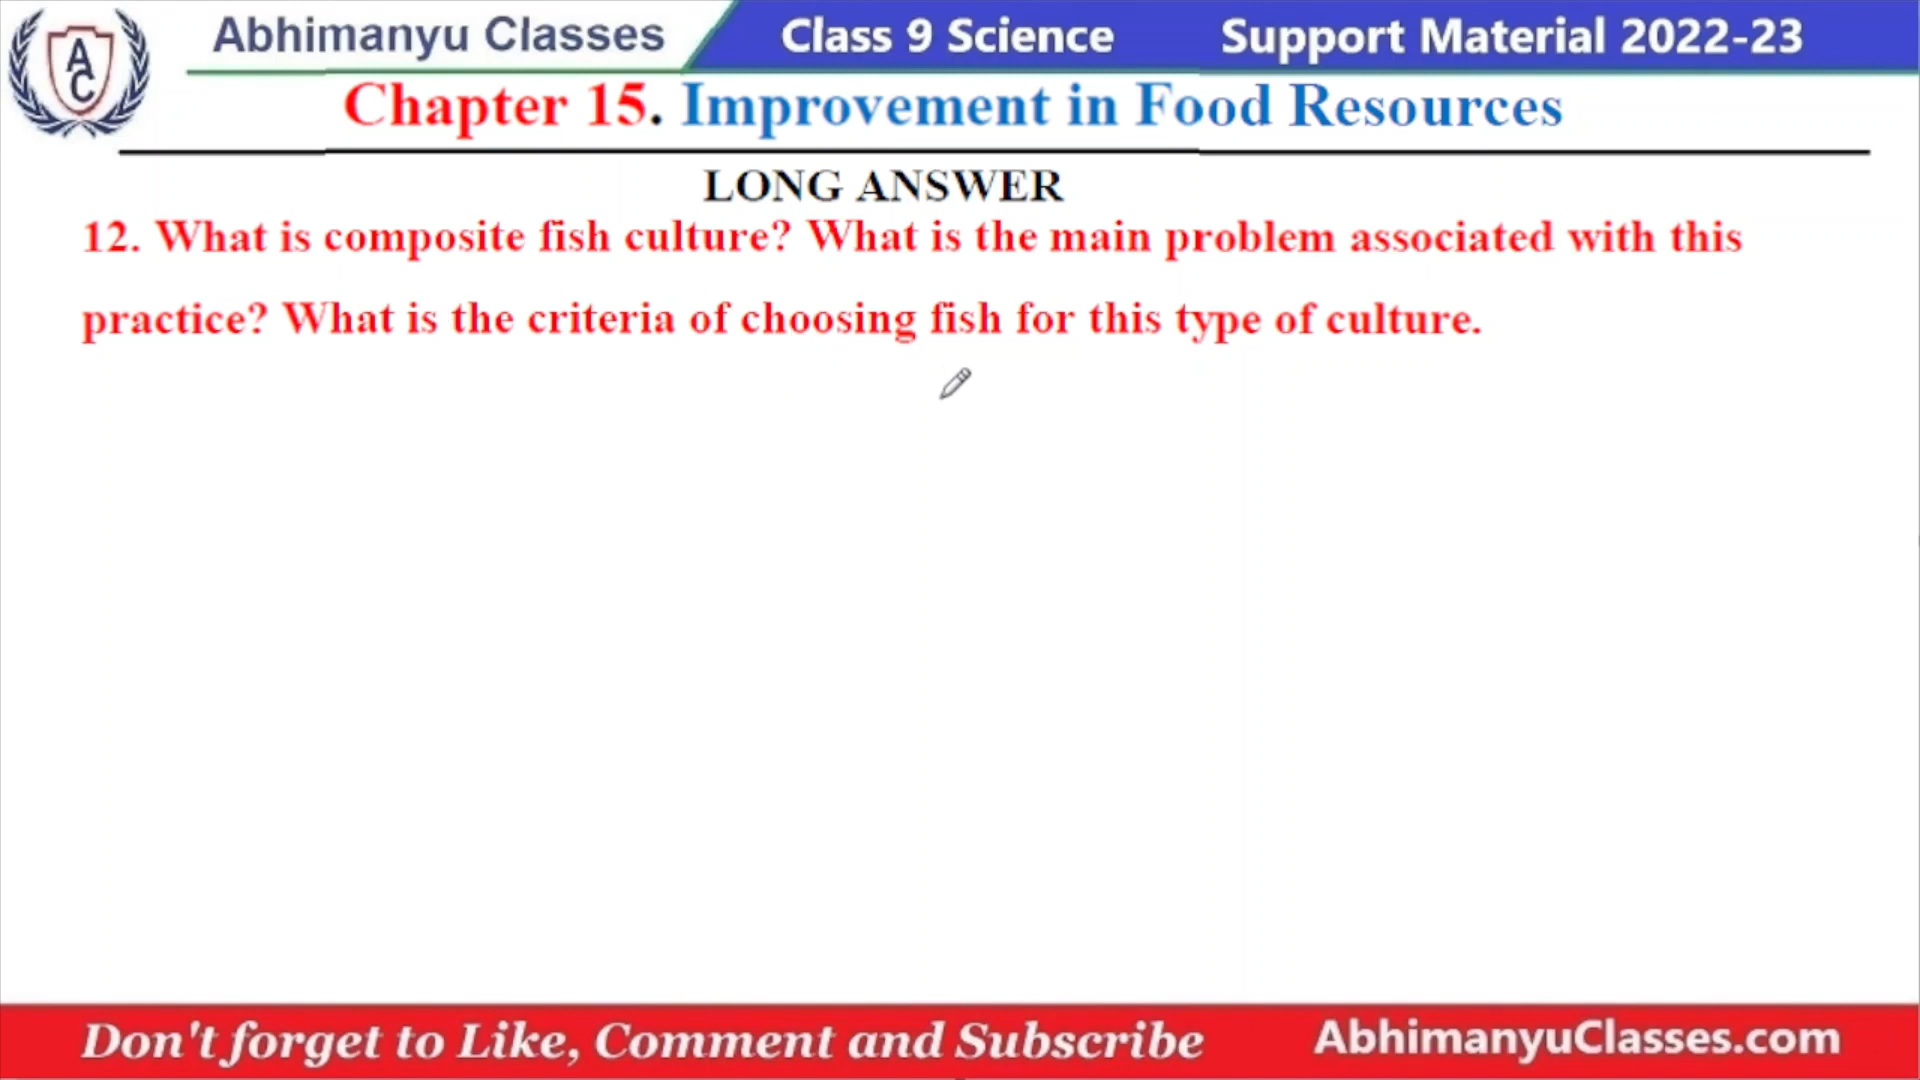 AC
Abhimanyu Classes
Class 9 Science
Support Material 2022-23
Chapter 15. Improvement in Food Resources
LONG ANSWER
12. What is composite fish culture? What is the main problem associated with this
practice? What is the criteria of choosing fish for this type of culture.
Don't forget to Like, Comment and Subscribe
AbhimanyuClasses.com